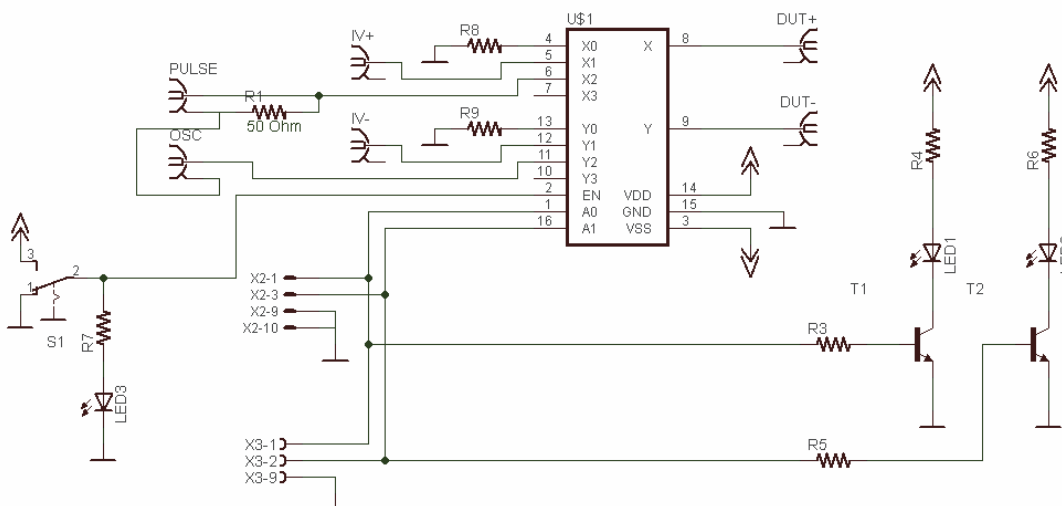 U$1
IV+
R8
4 X0 X 8
DUT+
5 X1
PULSE
6 X2
7 X3
R1
50 Ohm
OSC
IV-
R9
13 Y0 Y 9
DUT-
12 Y1
11 Y2
10 Y3
2 EN VDD 14
1 A0 GND 15
16 A1 VSS 3
R4
R6
LED1
3
2
1
S1
R7
LED3
X2-1
X2-3
X2-9
X2-10
T1
T2
R3
X3-1
X3-2
X3-9
R5